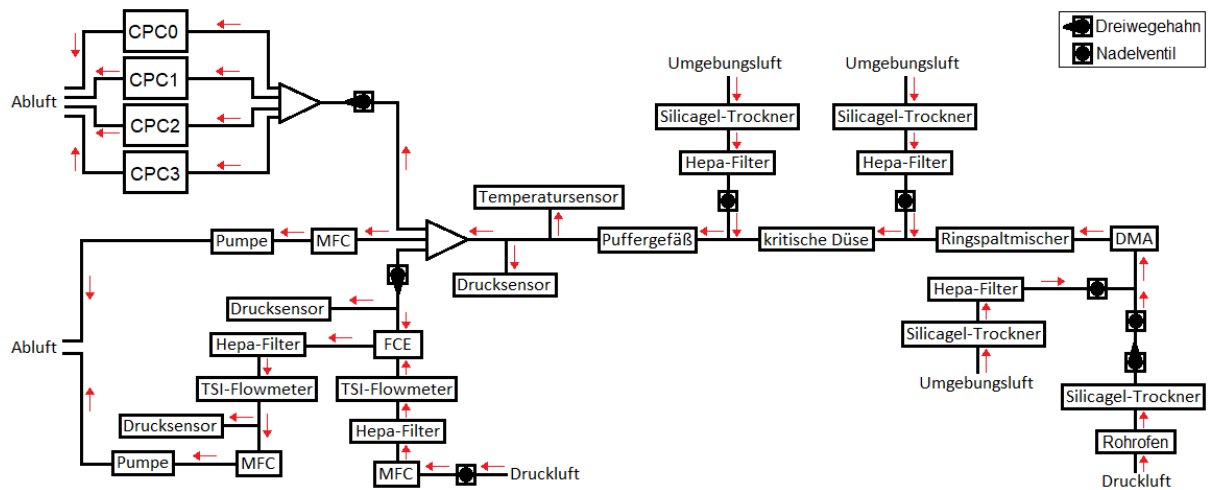 CPC0
Dreiwegehahn
Nadelventil
Umgebungsluft
Umgebungsluft
CPC1
Abluft
Silicagel-Trockner
Silicagel-Trockner
CPC2
Hepa-Filter
Hepa-Filter
CPC3
Temperatursensor
Pumpe
MFC
Puffergefäß
kritische Düse
Ringspaltmischer
DMA
Drucksensor
Hepa-Filter
Drucksensor
Abluft
Hepa-Filter
FCE
Silicagel-Trockner
TSI-Flowmeter
TSI-Flowmeter
Umgebungsluft
Silicagel-Trockner
Drucksensor
Hepa-Filter
Rohrofen
Pumpe
MFC
MFC
Druckluft
Druckluft